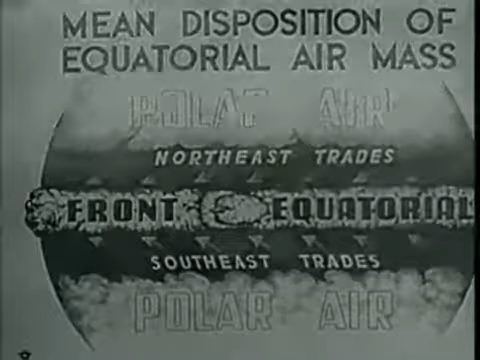 MEAN DISPOSITION OF
EQUATORIAL AIR MASS
POLAR AIR
NORTHEAST TRADES
FRONT EQUATORIAL
SOUTHEAST TRADES
POLAR AIR